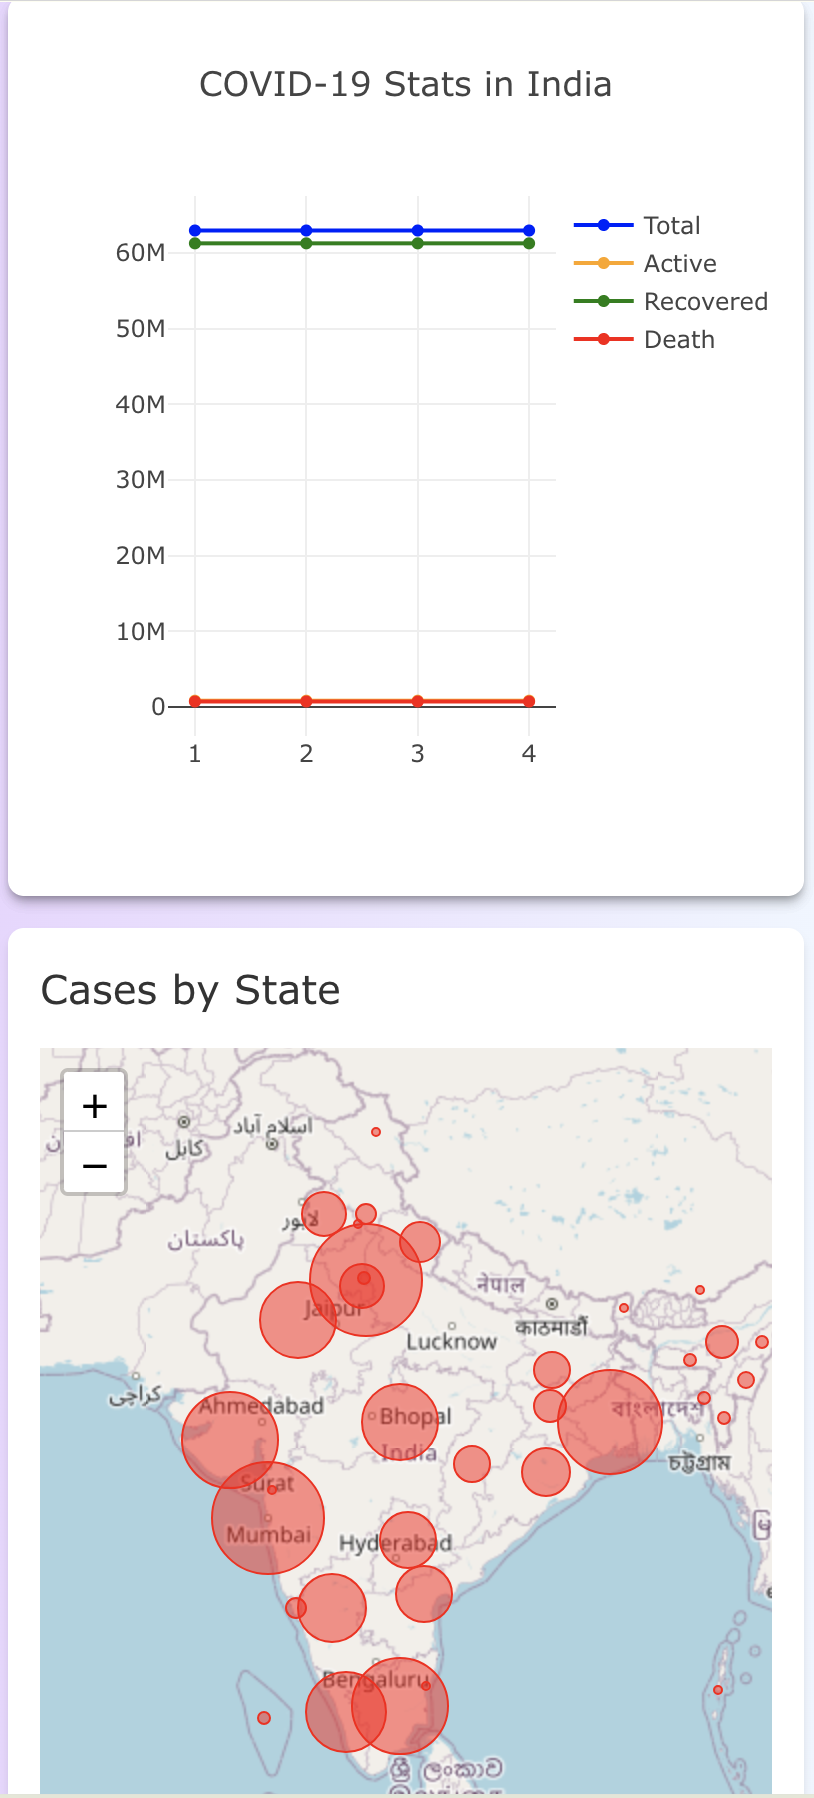 COVID-19 Stats in India
Total
Active
Recovered
Death
60M
50M
40M
30M
20M
10M
0
1 2 3 4
Cases by State
+
−
اسلام آباد
کابل
لاہور
پاکستان
नेपाल
Jaipur
Lucknow
काठमाडौँ
کراچی
Ahmedabad
Bhopal
বাংলাদেশ
India
চট্টগ্রাম
Surat
Mumbai
Hyderabad
Bengaluru
ශ්‍රී ලංකාව